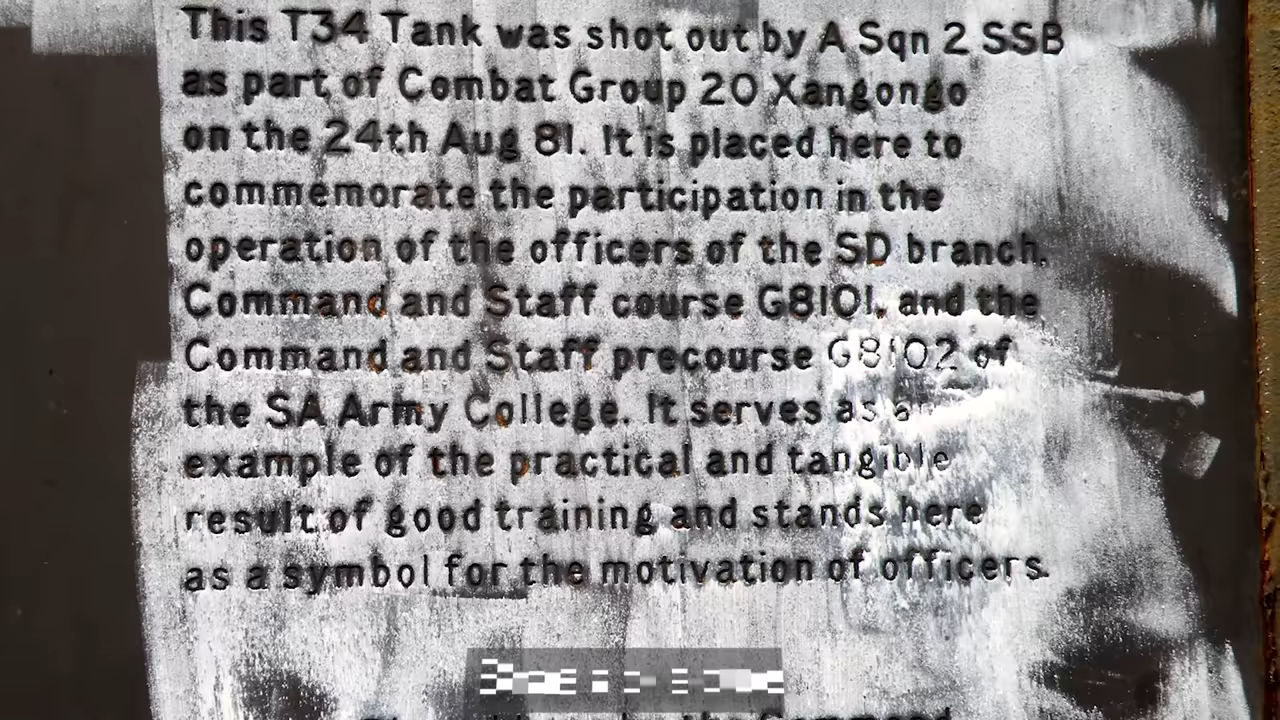 This T34 Tank was shot out by A Sqn 2 SSB
as part of Combat Group 20 Xangongo
on the 24th Aug 81. It is placed here to
commemorate the participation in the
operation of the officers of the SD branch,
Command and Staff course G8101, and the
Command and Staff precourse G8102 of
the SA Army College. It serves as a
example of the practical and tangible
result of good training and stands here
as a symbol for the motivation of officers.
the Command